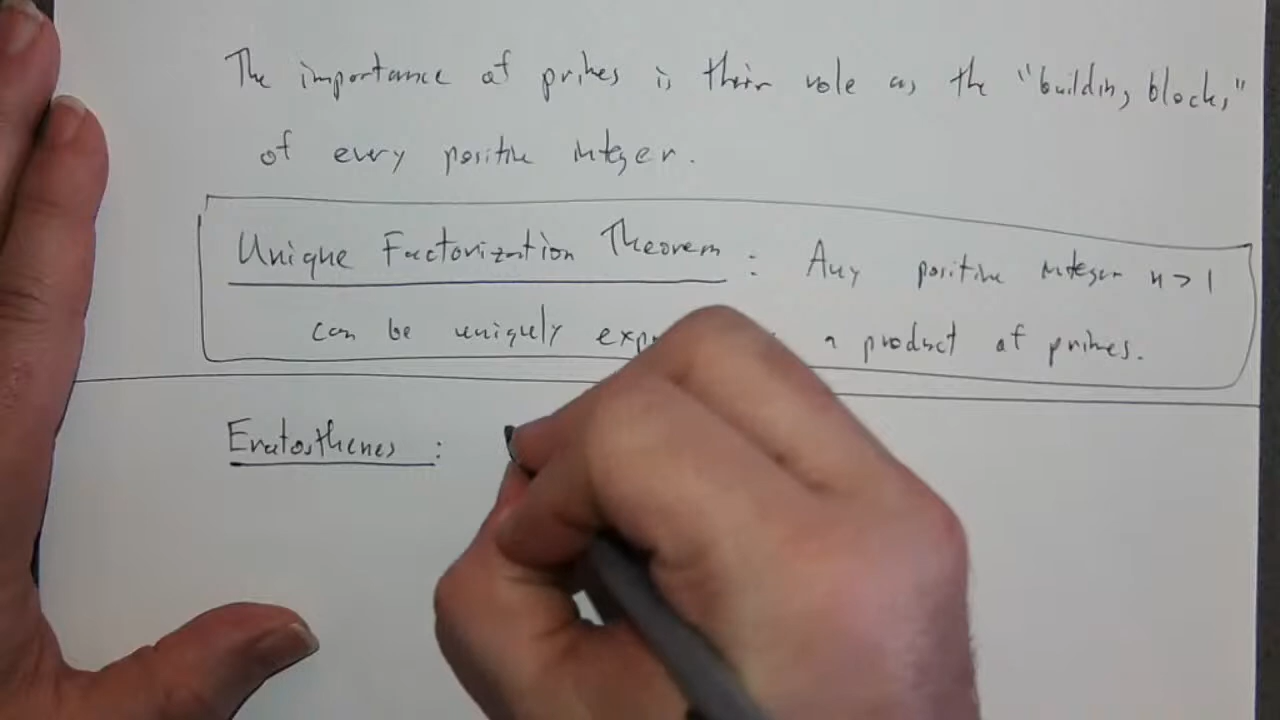 The importance of primes is their role as the "building blocks"
of every positive integer.
Unique Factorization Theorem : Any positive integer n > 1
can be uniquely exp a product of primes.
Eratosthenes :